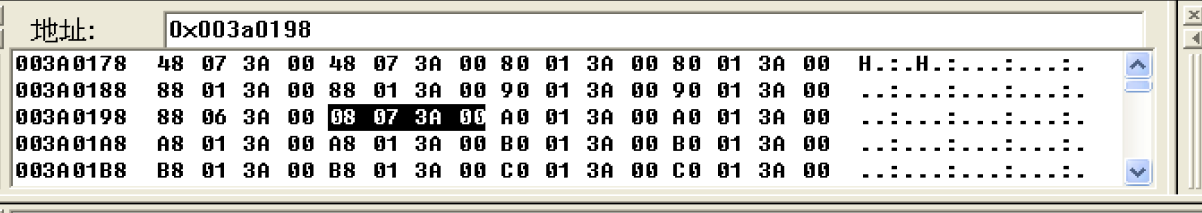 地址: 0x003a0198
003A0178 48 07 3A 00 48 07 3A 00 80 01 3A 00 80 01 3A 00 H.:.H.:...:...:.
003A0188 88 01 3A 00 88 01 3A 00 90 01 3A 00 90 01 3A 00 ..:...:...:...:.
003A0198 88 06 3A 00 08 07 3A 00 A0 01 3A 00 A0 01 3A 00 ..:...:...:...:.
003A01A8 A8 01 3A 00 A8 01 3A 00 B0 01 3A 00 B0 01 3A 00 ..:...:...:...:.
003A01B8 B8 01 3A 00 B8 01 3A 00 C0 01 3A 00 C0 01 3A 00 ..:...:...:...:.